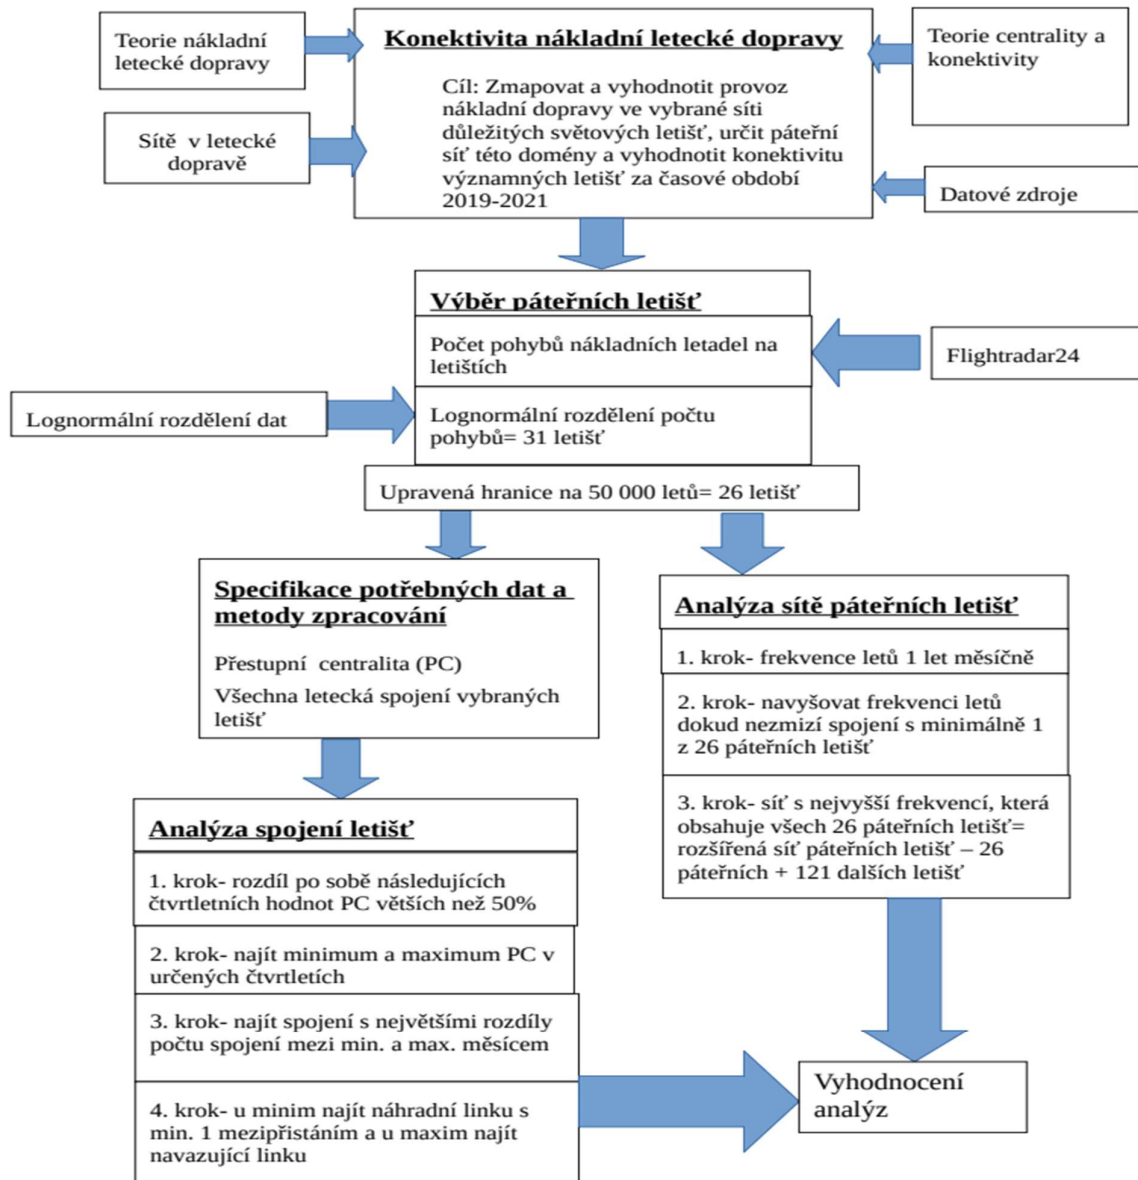 Teorie nákladní
letecké dopravy
Sítě v letecké
dopravě
Konektivita nákladní letecké dopravy
Cíl: Zmapovat a vyhodnotit provoz
nákladní dopravy ve vybrané síti
důležitých světových letišť, určit páteřní
síť této domény a vyhodnotit konektivitu
významných letišť za časové období
2019-2021
Teorie centrality a
konektivity
Datové zdroje
Výběr páteřních letišť
Počet pohybů nákladních letadel na
letištích
Flightradar24
Lognormální rozdělení dat
Lognormální rozdělení počtu
pohybů= 31 letišť
Upravená hranice na 50 000 letů= 26 letišť
Specifikace potřebných dat a
metody zpracování
Přestupní centralita (PC)
Všechna letecká spojení vybraných
letišť
Analýza spojení letišť
1. krok- rozdíl po sobě následujících
čtvrtletních hodnot PC větších než 50%
2. krok- najít minimum a maximum PC v
určených čtvrtletích
3. krok- najít spojení s největšími rozdíly
počtu spojení mezi min. a max. měsícem
4. krok- u minim najít náhradní linku s
min. 1 mezipřistáním a u maxim najít
navazující linku
Analýza sítě páteřních letišť
1. krok- frekvence letů 1 let měsíčně
2. krok- navyšovat frekvenci letů
dokud nezmizí spojení s minimálně 1
z 26 páteřních letišť
3. krok- síť s nejvyšší frekvencí, která
obsahuje všech 26 páteřních letišť=
rozšířená síť páteřních letišť – 26
páteřních + 121 dalších letišť
Vyhodnocení
analýz